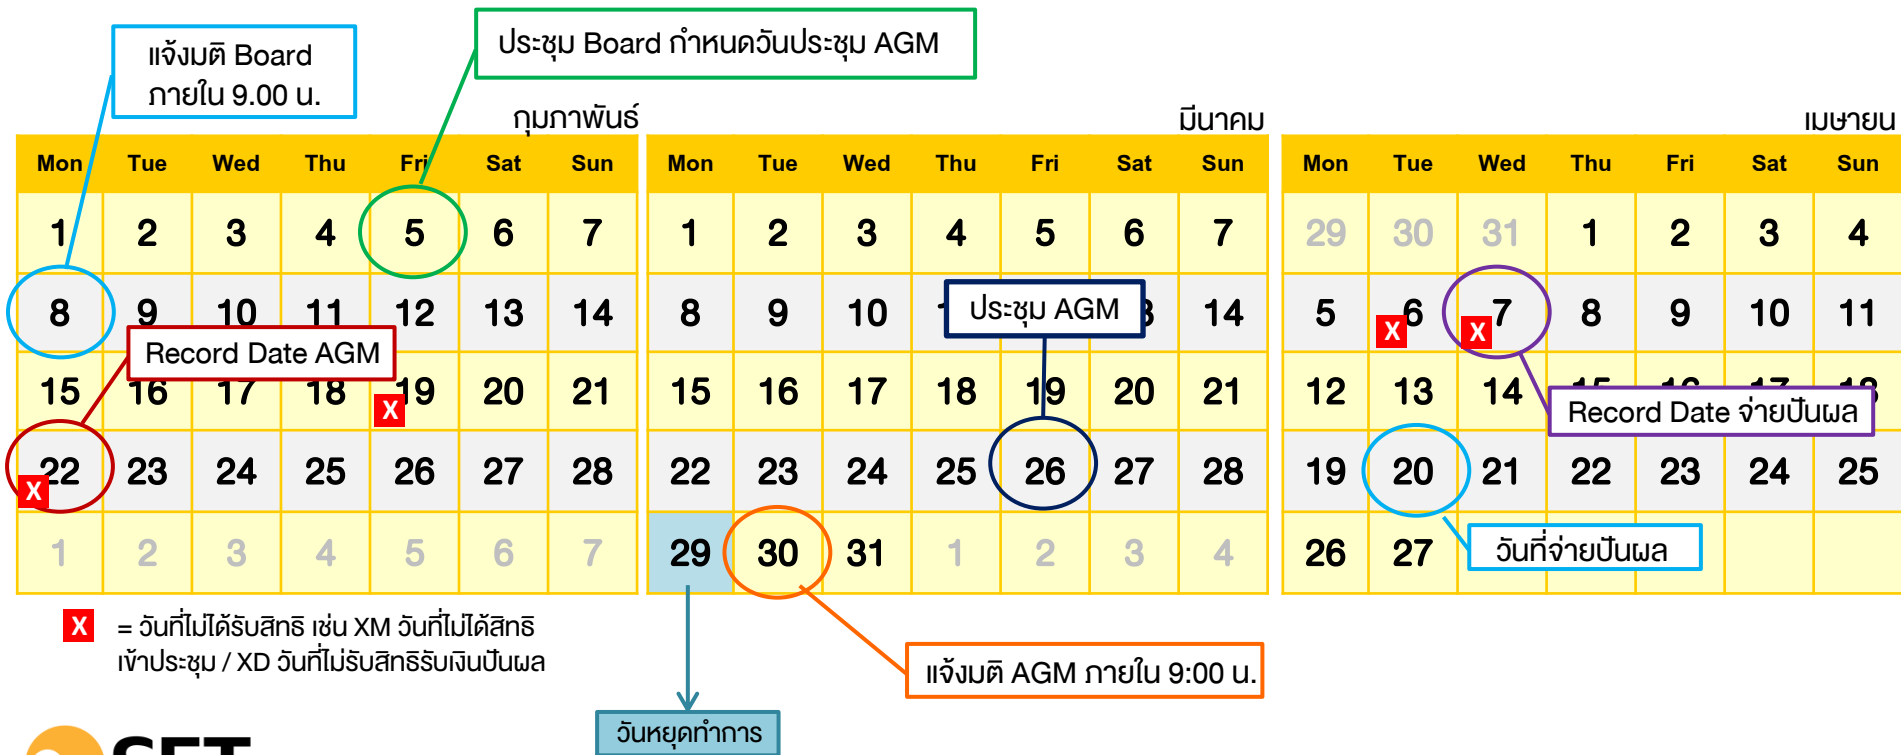 แจ้งมติ Board
ภายใน 9.00 น.
ประชุม Board กำหนดวันประชุม AGM
กุมภาพันธ์
มีนาคม
เมษายน
Mon Tue Wed Thu Fri Sat Sun Mon Tue Wed Thu Fri Sat Sun Mon Tue Wed Thu Fri Sat Sun
1 2 3 4 5 6 7 1 2 3 4 5 6 7 29 30 31 1 2 3 4
8 9 10 11 12 13 14 8 9 10 14 5 X 6 X 7 8 9 10 11
ประชุม AGM
Record Date AGM
15 16 17 18 X 19 20 21 15 16 17 18 19 20 21 12 13 14
Record Date จ่ายปันผล
X 22 23 24 25 26 27 28 22 23 24 25 26 27 28 19 20 21 22 23 24 25
1 2 3 4 5 6 7 29 30 31 1 2 3 4 26 27
วันที่จ่ายปันผล
X = วันที่ไม่ได้รับสิทธิ เช่น XM วันที่ไม่ได้สิทธิ
เข้าประชุม / XD วันที่ไม่รับสิทธิรับเงินปันผล
แจ้งมติ AGM ภายใน 9:00 น.
วันหยุดทำการ
SET